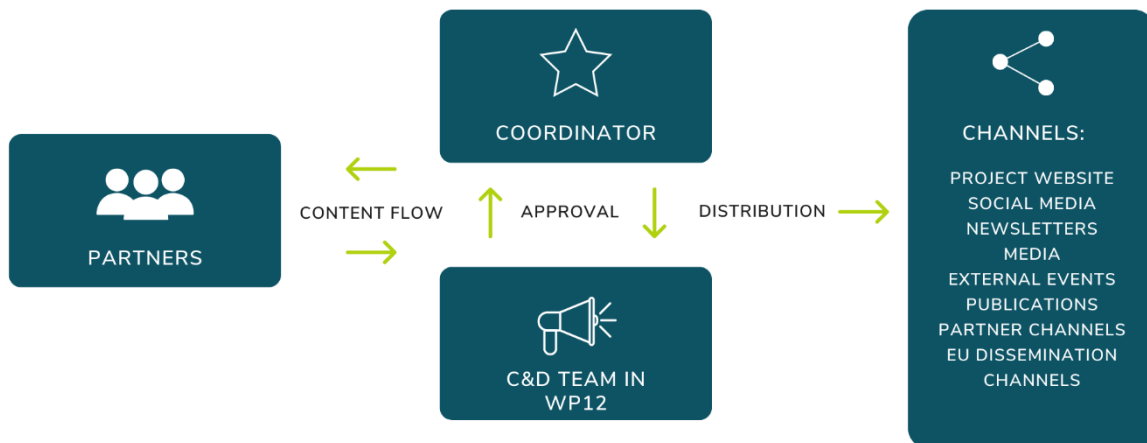 COORDINATOR
PARTNERS
CONTENT FLOW
APPROVAL
DISTRIBUTION
C&D TEAM IN
WP12
CHANNELS:
PROJECT WEBSITE
SOCIAL MEDIA
NEWSLETTERS
MEDIA
EXTERNAL EVENTS
PUBLICATIONS
PARTNER CHANNELS
EU DISSEMINATION
CHANNELS